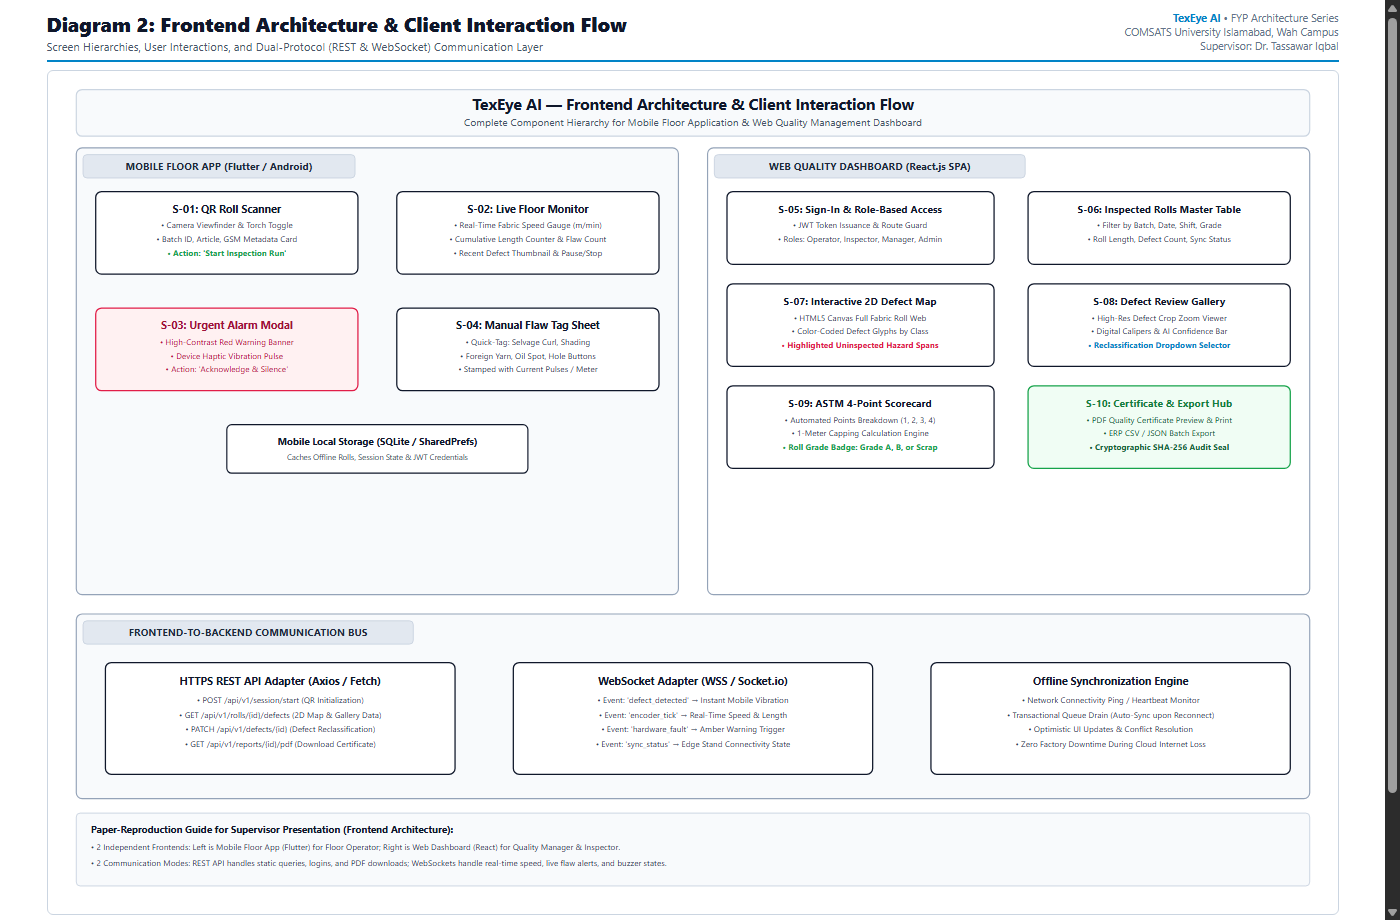 Diagram 2: Frontend Architecture & Client Interaction Flow
Screen Hierarchies, User Interactions, and Dual-Protocol (REST & WebSocket) Communication Layer
TexEye AI • FYP Architecture Series
COMSATS University Islamabad, Wah Campus
Supervisor: Dr. Tassawar Iqbal
TexEye AI — Frontend Architecture & Client Interaction Flow
Complete Component Hierarchy for Mobile Floor Application & Web Quality Management Dashboard
MOBILE FLOOR APP (Flutter / Android)
S-01: QR Roll Scanner
• Camera Viewfinder & Torch Toggle
• Batch ID, Article, GSM Metadata Card
• Action: 'Start Inspection Run'
S-02: Live Floor Monitor
• Real-Time Fabric Speed Gauge (m/min)
• Cumulative Length Counter & Flaw Count
• Recent Defect Thumbnail & Pause/Stop
S-03: Urgent Alarm Modal
• High-Contrast Red Warning Banner
• Device Haptic Vibration Pulse
• Action: 'Acknowledge & Silence'
S-04: Manual Flaw Tag Sheet
• Quick-Tag: Selvage Curl, Shading
• Foreign Yarn, Oil Spot, Hole Buttons
• Stamped with Current Pulses / Meter
Mobile Local Storage (SQLite / SharedPrefs)
Caches Offline Rolls, Session State & JWT Credentials
WEB QUALITY DASHBOARD (React.js SPA)
S-05: Sign-In & Role-Based Access
• JWT Token Issuance & Route Guard
• Roles: Operator, Inspector, Manager, Admin
S-06: Inspected Rolls Master Table
• Filter by Batch, Date, Shift, Grade
• Roll Length, Defect Count, Sync Status
S-07: Interactive 2D Defect Map
• HTML5 Canvas Full Fabric Roll Web
• Color-Coded Defect Glyphs by Class
• Highlighted Uninspected Hazard Spans
S-08: Defect Review Gallery
• High-Res Defect Crop Zoom Viewer
• Digital Calipers & AI Confidence Bar
• Reclassification Dropdown Selector
S-09: ASTM 4-Point Scorecard
• Automated Points Breakdown (1, 2, 3, 4)
• 1-Meter Capping Calculation Engine
• Roll Grade Badge: Grade A, B, or Scrap
S-10: Certificate & Export Hub
• PDF Quality Certificate Preview & Print
• ERP CSV / JSON Batch Export
• Cryptographic SHA-256 Audit Seal
FRONTEND-TO-BACKEND COMMUNICATION BUS
HTTPS REST API Adapter (Axios / Fetch)
• POST /api/v1/session/start (QR Initialization)
• GET /api/v1/rolls/{id}/defects (2D Map & Gallery Data)
• PATCH /api/v1/defects/{id} (Defect Reclassification)
• GET /api/v1/reports/{id}/pdf (Download Certificate)
WebSocket Adapter (WSS / Socket.io)
• Event: 'defect_detected' → Instant Mobile Vibration
• Event: 'encoder_tick' → Real-Time Speed & Length
• Event: 'hardware_fault' → Amber Warning Trigger
• Event: 'sync_status' → Edge Stand Connectivity State
Offline Synchronization Engine
• Network Connectivity Ping / Heartbeat Monitor
• Transactional Queue Drain (Auto-Sync upon Reconnect)
• Optimistic UI Updates & Conflict Resolution
• Zero Factory Downtime During Cloud Internet Loss
Paper-Reproduction Guide for Supervisor Presentation (Frontend Architecture):
• 2 Independent Frontends: Left is Mobile Floor App (Flutter) for Floor Operator; Right is Web Dashboard (React) for Quality Manager & Inspector.
• 2 Communication Modes: REST API handles static queries, logins, and PDF downloads; WebSockets handle real-time speed, live flaw alerts, and buzzer states.